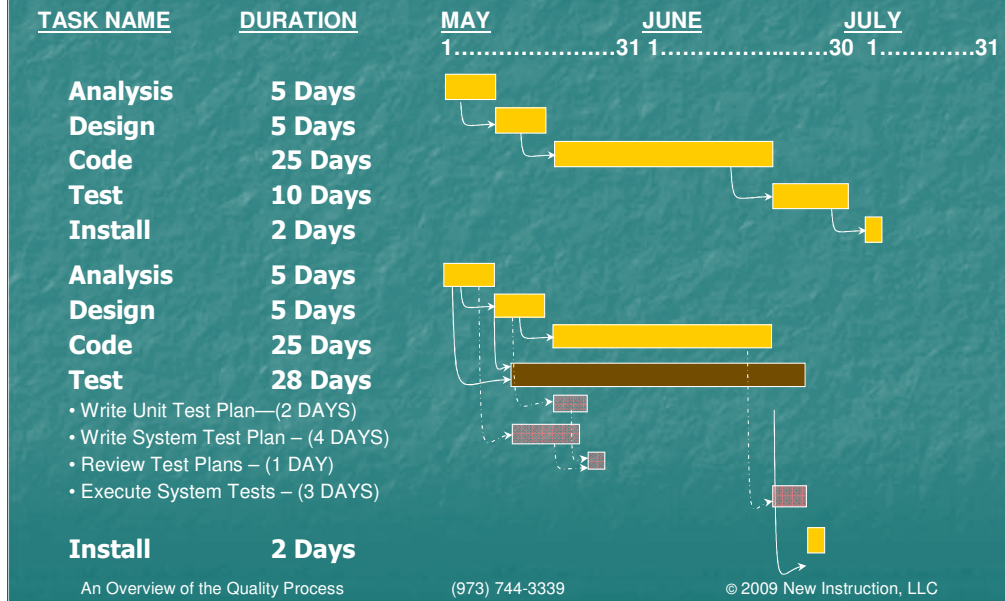 TASK NAME DURATION MAY JUNE JULY
1…………………31 1………………...……30 1…………..31
Analysis 5 Days
Design 5 Days
Code 25 Days
Test 10 Days
Install 2 Days
Analysis 5 Days
Design 5 Days
Code 25 Days
Test 28 Days
• Write Unit Test Plan—(2 DAYS)
• Write System Test Plan – (4 DAYS)
• Review Test Plans – (1 DAY)
• Execute System Tests – (3 DAYS)
Install 2 Days
An Overview of the Quality Process (973) 744-3339 © 2009 New Instruction, LLC